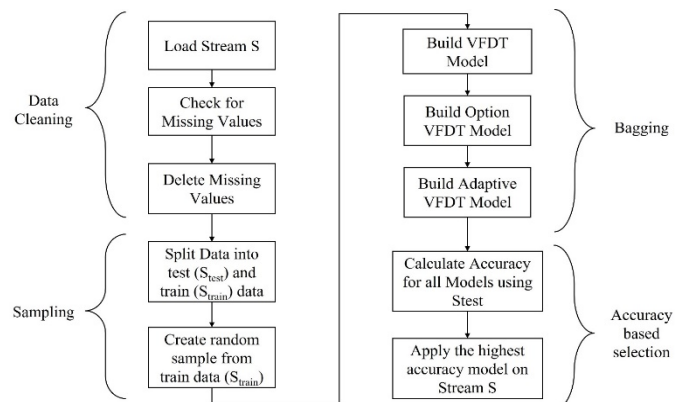 Data
Cleaning
Load Stream S
Check for
Missing Values
Delete Missing
Values
Sampling
Split Data into
test (Stest) and
train (Strain) data
Create random
sample from
train data (Strain)
Build VFDT
Model
Build Option
VFDT Model
Build Adaptive
VFDT Model
Bagging
Calculate Accuracy
for all Models using
Stest
Apply the highest
accuracy model on
Stream S
Accuracy
based
selection